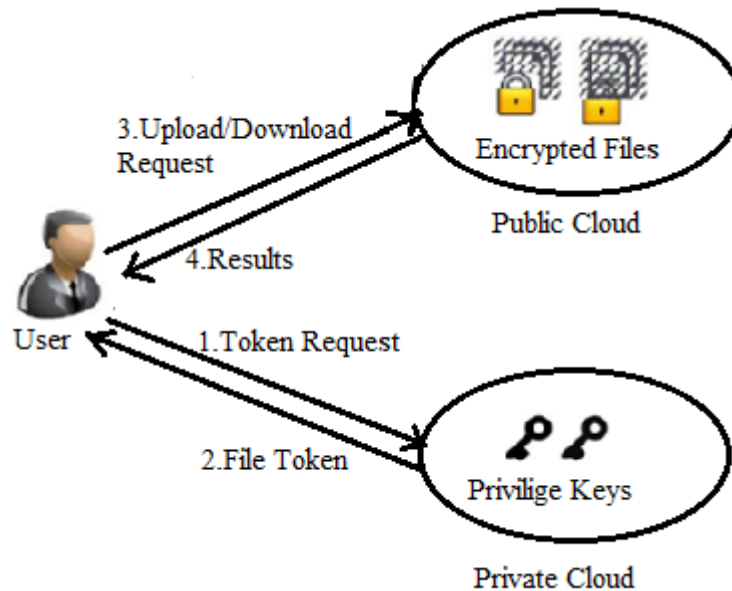 3.Upload/Download
Request
Encrypted Files
Public Cloud
4.Results
User
1.Token Request
2.File Token
Privilige Keys
Private Cloud